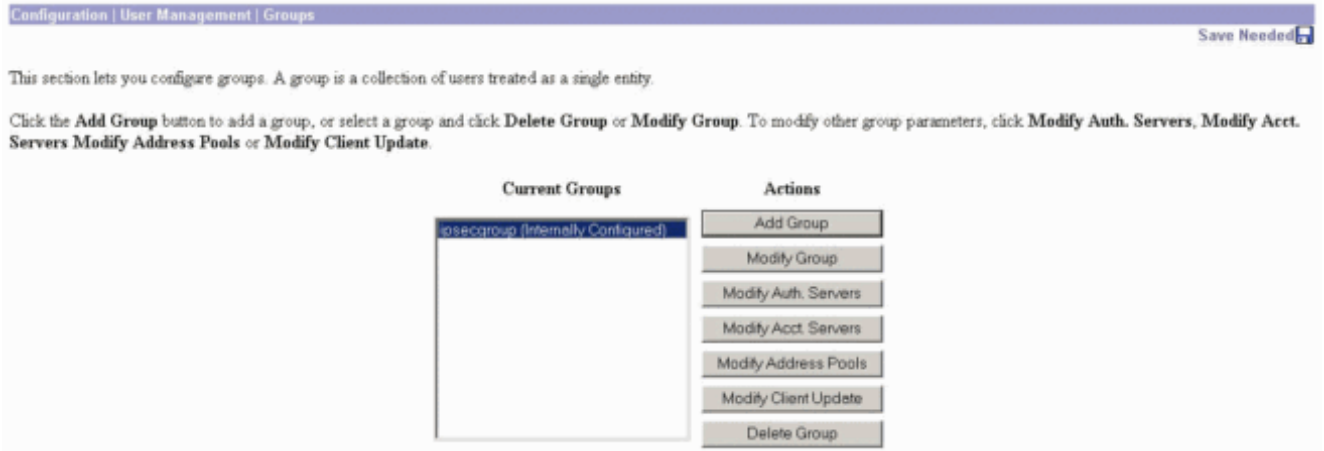 Configuration | User Management | Groups
Save Needed
This section lets you configure groups. A group is a collection of users treated as a single entity.
Click the Add Group button to add a group, or select a group and click Delete Group or Modify Group. To modify other group parameters, click Modify Auth. Servers, Modify Acct.
Servers Modify Address Pools or Modify Client Update.
Current Groups
Actions
ipsecgroup (Internally Configured)
Add Group
Modify Group
Modify Auth. Servers
Modify Acct. Servers
Modify Address Pools
Modify Client Update
Delete Group